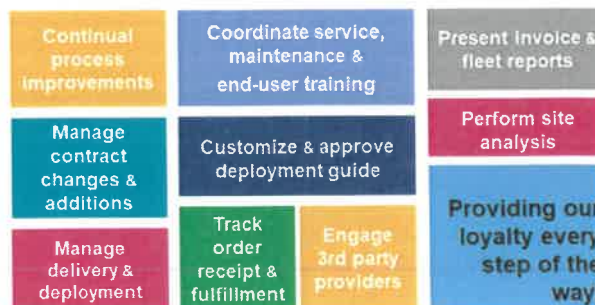 Continual
process
improvements
Coordinate service,
maintenance &
end-user training
Present Invoice &
fleet reports
Manage
contract
changes &
additions
Customize & approve
deployment guide
Perform site
analysis
Manage
delivery &
deployment
Track
order
receipt &
fulfillment
Engage
3rd party
providers
Providing our
loyalty every
step of the
way